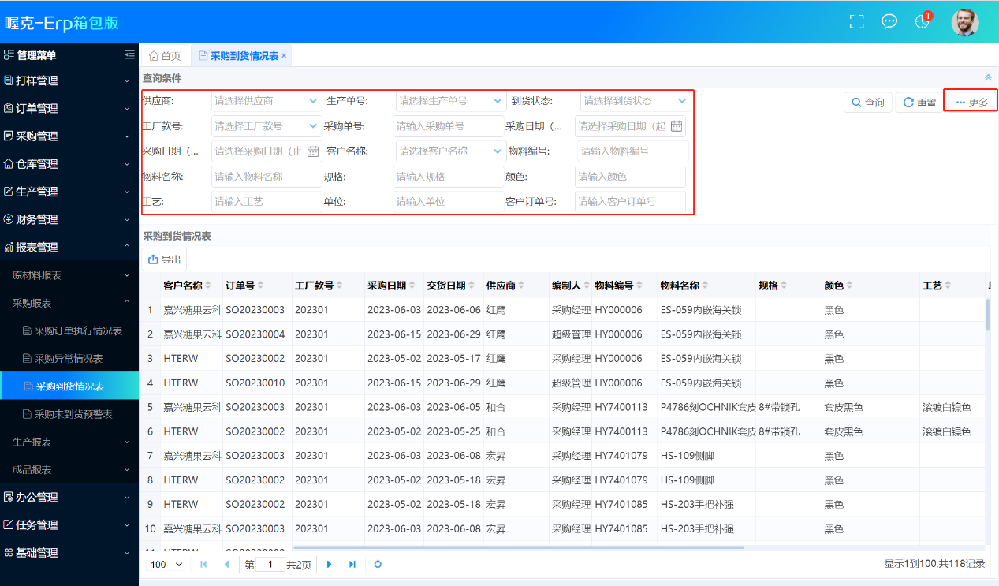 喔克-Erp箱包版
1
管理菜单
首页 采购到货情况表 ×
打样管理
订单管理
采购管理
仓库管理
生产管理
财务管理
报表管理
原材料报表
采购报表
采购订单执行情况表
采购异常情况表
采购到货情况表
采购未到货预警表
生产报表
成品报表
办公管理
任务管理
基础管理
查询条件
供应商: 请选择供应商 生产单号: 请选择生产单号 到货状态: 请选择到货状态 查询 重置 更多
工厂款号: 请选择工厂款号 采购单号: 请输入采购单号 采购日期（... 请选择采购日期（起
采购日期（... 请选择采购日期（止 客户名称: 请选择客户名称 物料编号: 请输入物料编号
物料名称: 请输入物料名称 规格: 请输入规格 颜色: 请输入颜色
工艺: 请输入工艺 单位: 请输入单位 客户订单号: 请输入客户订单号
采购到货情况表
导出
客户名称 订单号 工厂款号 采购日期 交货日期 供应商 编制人 物料编号 物料名称 规格 颜色 工艺
1 嘉兴糖果云科 SO20230003 202301 2023-06-03 2023-06-06 红鹰 采购经理 HY000006 ES-059内嵌海关锁 黑色
2 嘉兴糖果云科 SO20230004 202301 2023-06-15 2023-06-29 红鹰 超级管理 HY000006 ES-059内嵌海关锁 黑色
3 HTERW SO20230002 202301 2023-05-02 2023-05-17 红鹰 采购经理 HY000006 ES-059内嵌海关锁 黑色
4 HTERW SO20230010 202301 2023-06-15 2023-06-29 红鹰 超级管理 HY000006 ES-059内嵌海关锁 黑色
5 嘉兴糖果云科 SO20230003 202301 2023-06-03 2023-06-05 和合 采购经理 HY7400113 P4786刻OCHNIK套皮 8#带锁孔 套皮黑色 滚镀白镍色
6 HTERW SO20230002 202301 2023-05-02 2023-05-25 和合 采购经理 HY7400113 P4786刻OCHNIK套皮 8#带锁孔 套皮黑色 滚镀白镍色
7 嘉兴糖果云科 SO20230003 202301 2023-06-03 2023-06-08 宏昇 采购经理 HY7401079 HS-109侧脚 黑色
8 HTERW SO20230002 202301 2023-05-02 2023-05-18 宏昇 采购经理 HY7401079 HS-109侧脚 黑色
9 HTERW SO20230002 202301 2023-05-02 2023-05-18 宏昇 采购经理 HY7401085 HS-203手把补强 黑色
10 嘉兴糖果云科 SO20230003 202301 2023-06-03 2023-06-08 宏昇 采购经理 HY7401085 HS-203手把补强 黑色
100 第 1 共2页 显示1到100,共118记录